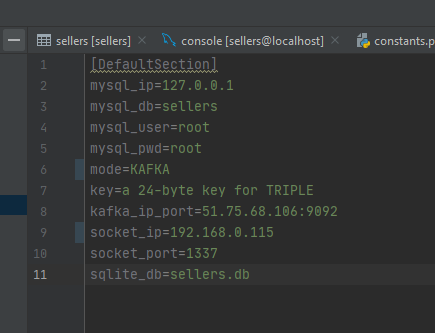 sellers [sellers] console [sellers@localhost] constants.p
1 [DefaultSection]
2 mysql_ip=127.0.0.1
3 mysql_db=sellers
4 mysql_user=root
5 mysql_pwd=root
6 mode=KAFKA
7 key=a 24-byte key for TRIPLE
8 kafka_ip_port=51.75.68.106:9092
9 socket_ip=192.168.0.115
10 socket_port=1337
11 sqlite_db=sellers.db